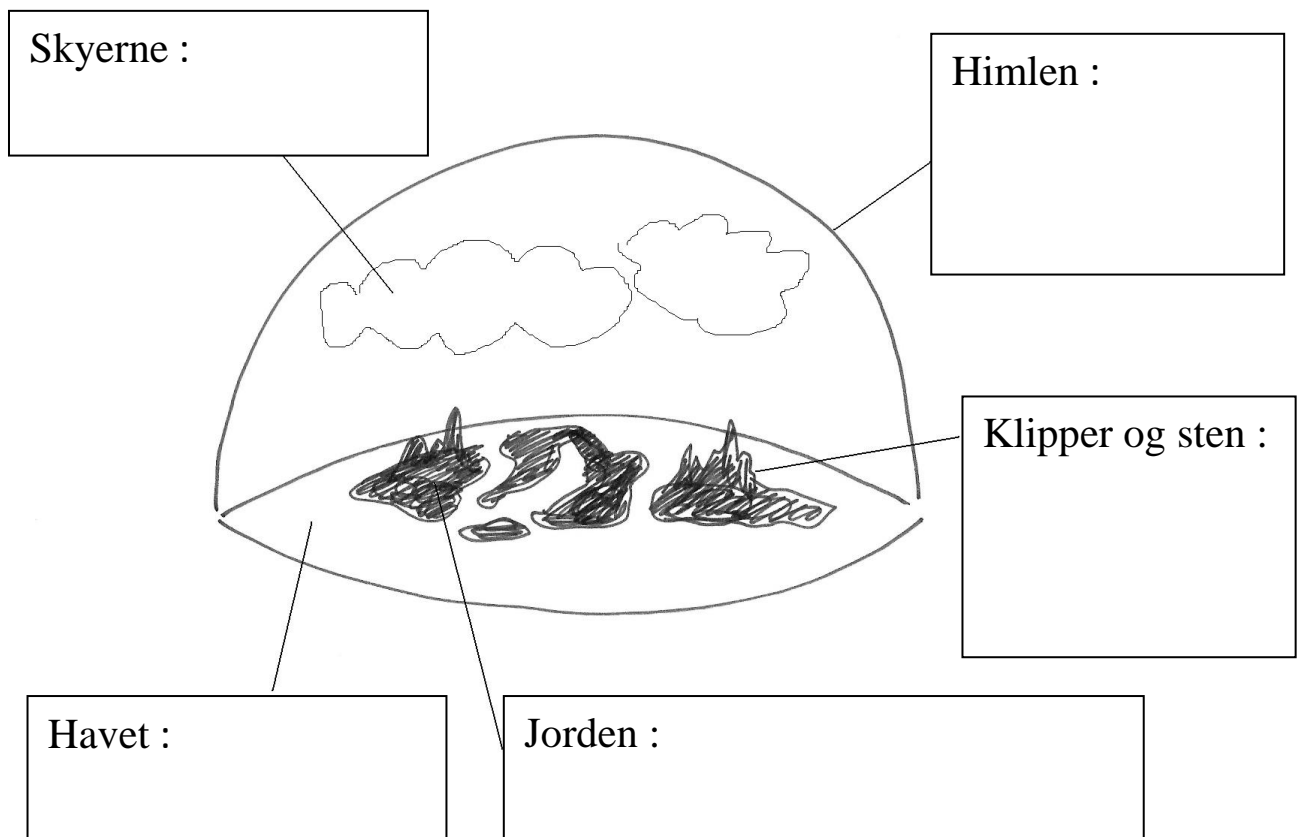 Skyerne :
Himlen :
Klipper og sten :
Havet :
Jorden :